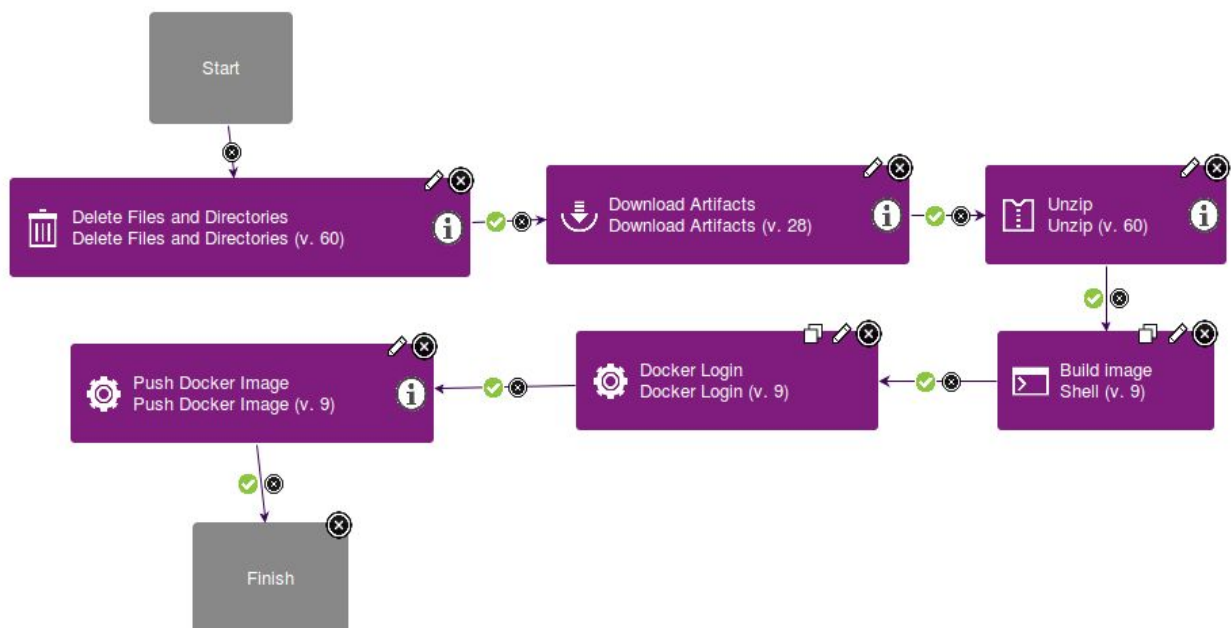 Start
Delete Files and Directories
Delete Files and Directories (v. 60)
Download Artifacts
Download Artifacts (v. 28)
Unzip
Unzip (v. 60)
Build image
Shell (v. 9)
Docker Login
Docker Login (v. 9)
Push Docker Image
Push Docker Image (v. 9)
Finish